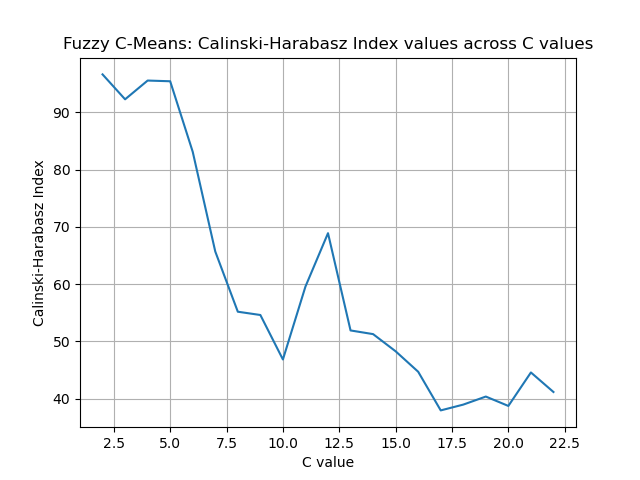 Fuzzy C-Means: Calinski-Harabasz Index values across C values
Calinski-Harabasz Index
90
80
70
60
50
40
2.5 5.0 7.5 10.0 12.5 15.0 17.5 20.0 22.5
C value